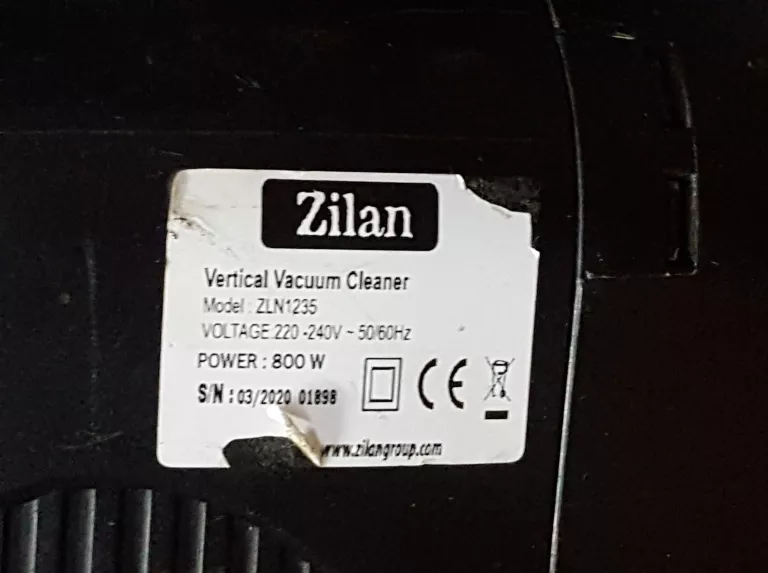 Zilan
Vertical Vacuum Cleaner
Model : ZLN1235
VOLTAGE:220 -240V ~ 50/60Hz
POWER : 800 W
S/N : 03/2020 01898
CE
www.zilangroup.com